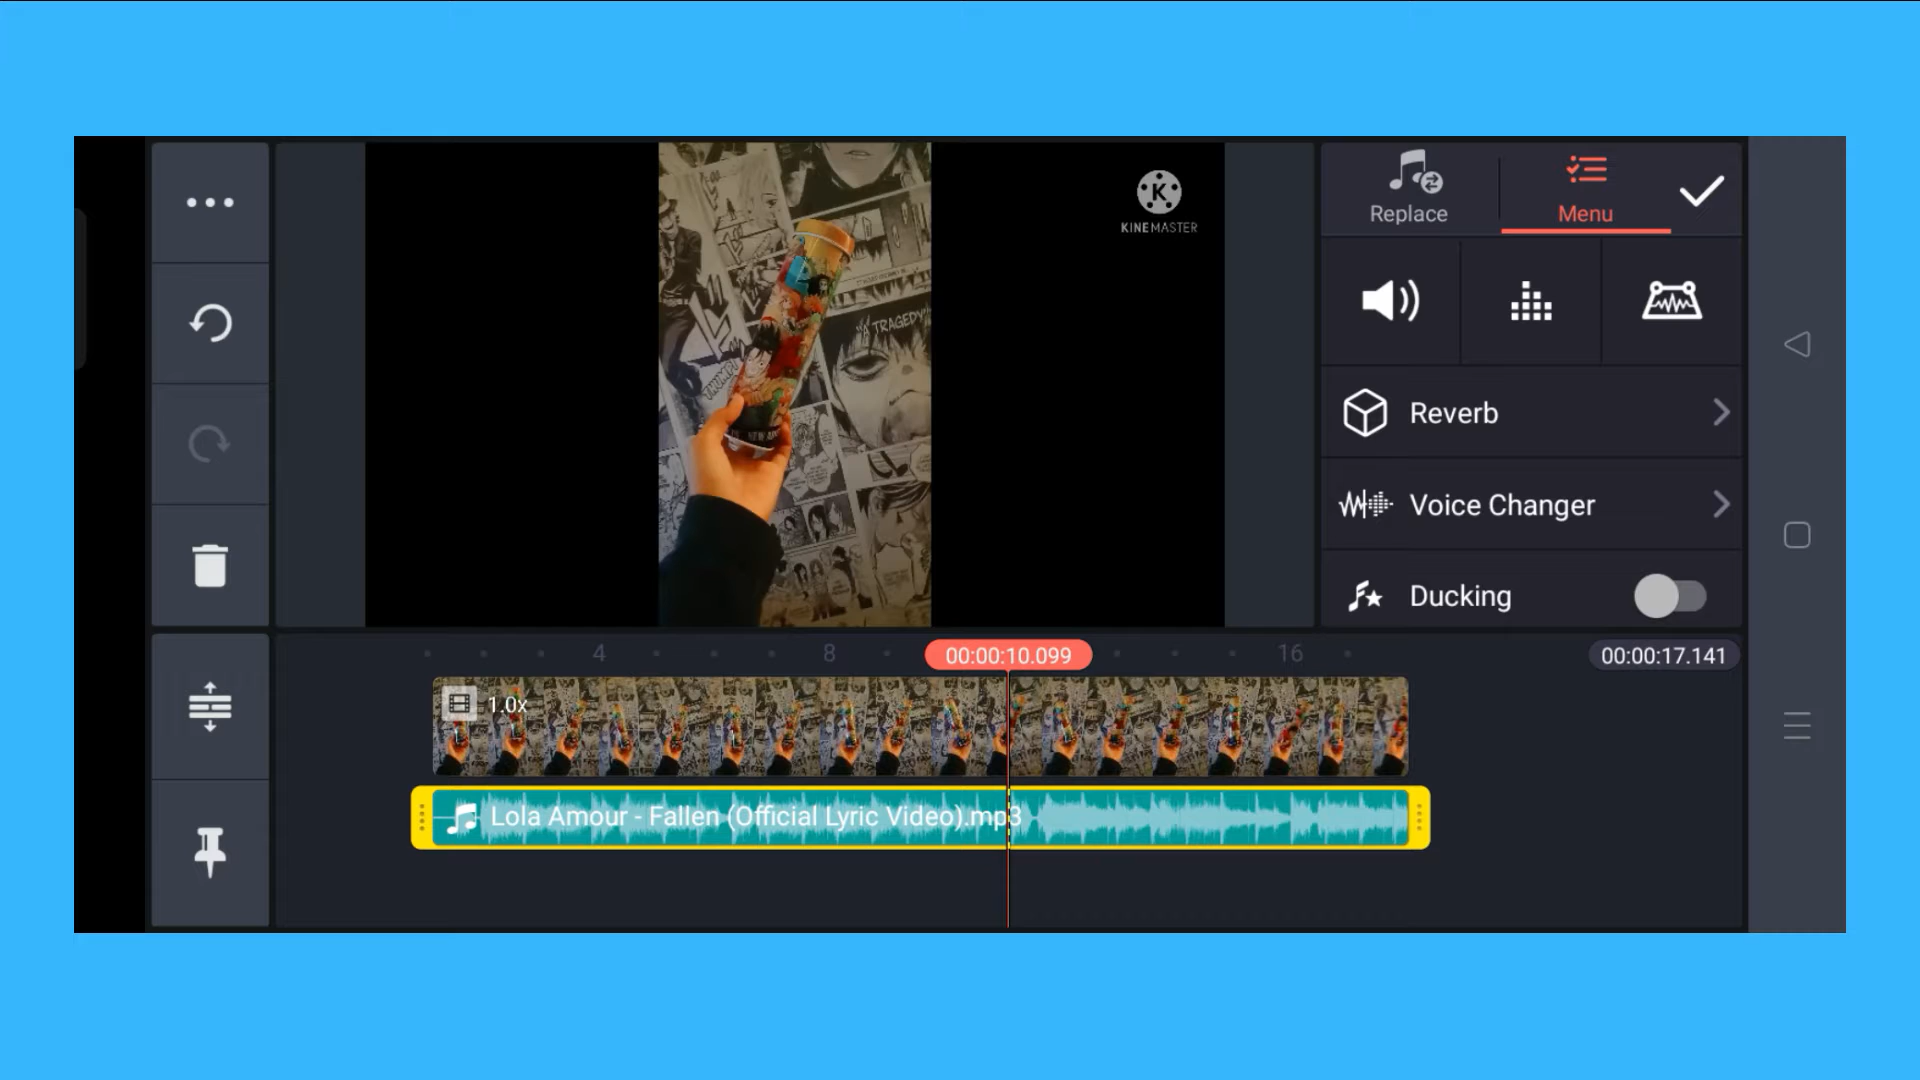 Replace
Menu
KINEMASTER
"A TRAGEDY"
Reverb
Voice Changer
Ducking
4
8
00:00:10.099
16
00:00:17.141
1.0x
Lola Amour - Fallen (Official Lyric Video).mp3